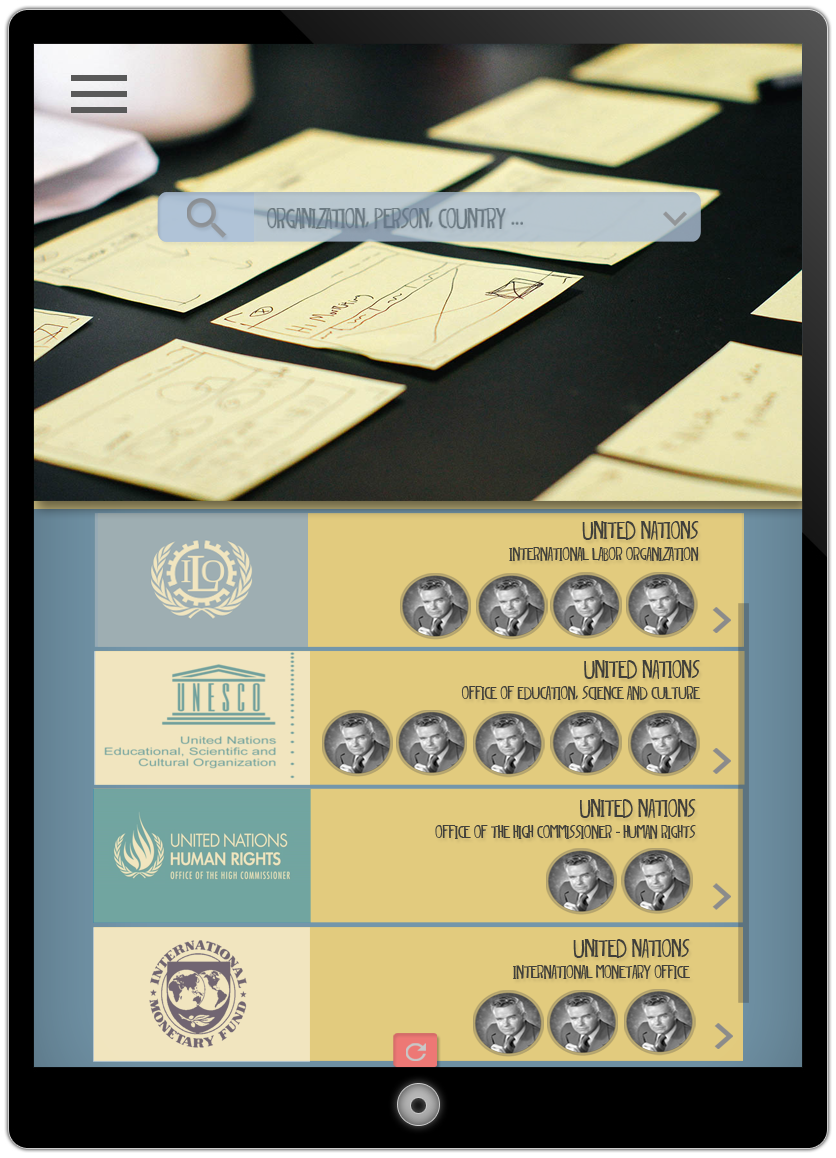 ORGANIZATION, PERSON, COUNTRY ...
Hi
ILO
UNITED NATIONS
INTERNATIONAL LABOR ORGANIZATION
UNESCO
United Nations
Educational, Scientific and
Cultural Organization
UNITED NATIONS
OFFICE OF EDUCATION, SCIENCE AND CULTURE
UNITED NATIONS
HUMAN RIGHTS
OFFICE OF THE HIGH COMMISSIONER
UNITED NATIONS
OFFICE OF THE HIGH COMMISSIONER - HUMAN RIGHTS
INTERNATIONAL
MONETARY FUND
UNITED NATIONS
INTERNATIONAL MONETARY OFFICE